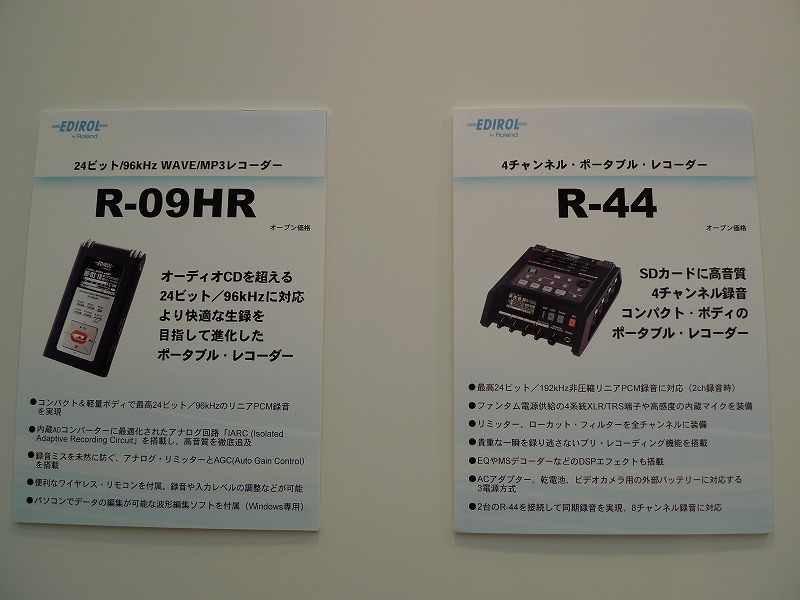 EDIROL
by Roland
24ビット/96kHz WAVE/MP3レコーダー
R-09HR
オープン価格
オーディオCDを超える
24ビット／96kHzに対応
より快適な生録を
目指して進化した
ポータブル・レコーダー
●コンパクト＆軽量ボディで最高24ビット／96kHzのリニアPCM録音
を実現
●内蔵ADコンバーターに最適化されたアナログ回路「IARC (Isolated
Adaptive Recording Circuit」を搭載し、高音質を徹底追及
●録音ミスを未然に防ぐ、アナログ・リミッターとAGC(Auto Gain Control)
を搭載
●便利なワイヤレス・リモコンを付属。録音や入力レベルの調整などが可能
●パソコンでデータの編集が可能な波形編集ソフトを付属（Windows専用）
EDIROL
by Roland
4チャンネル・ポータブル・レコーダー
R-44
オープン価格
SDカードに高音質
4チャンネル録音
コンパクト・ボディの
ポータブル・レコーダー
●最高24ビット／192kHz非圧縮リニアPCM録音に対応（2ch録音時）
●ファンタム電源供給の4系統XLR/TRS端子や高感度の内蔵マイクを装備
●リミッター、ローカット・フィルターを全チャンネルに装備
●貴重な一瞬を録り逃さないプリ・レコーディング機能を搭載
●EQやMSデコーダーなどのDSPエフェクトも搭載
●ACアダプター、乾電池、ビデオカメラ用の外部バッテリーに対応する
3電源方式
●2台のR-44を接続して同期録音を実現、8チャンネル録音に対応